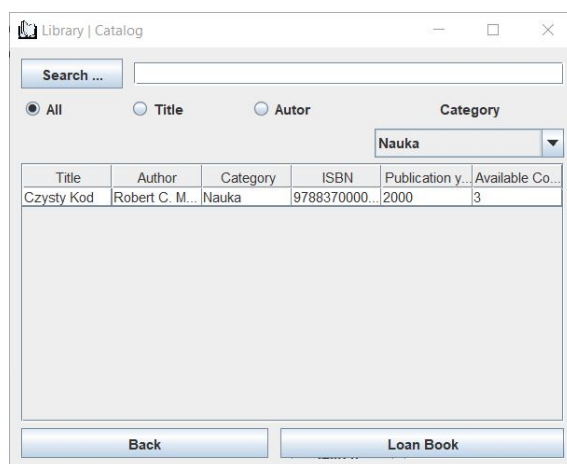 Library | Catalog
Search ...
All Title Autor Category
Nauka
Title Author Category ISBN Publication y... Available Co...
Czysty Kod Robert C. M... Nauka 9788370000... 2000 3
Back Loan Book